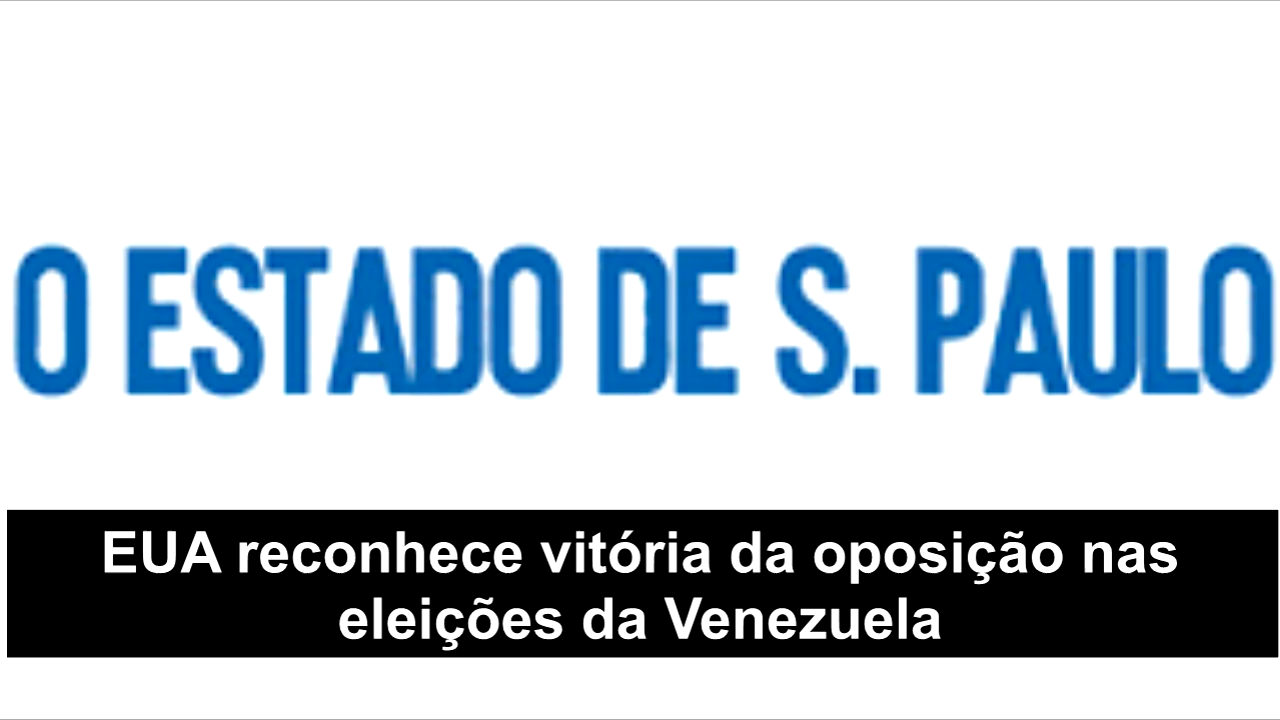 O ESTADO DE S. PAULO
EUA reconhece vitória da oposição nas
eleições da Venezuela